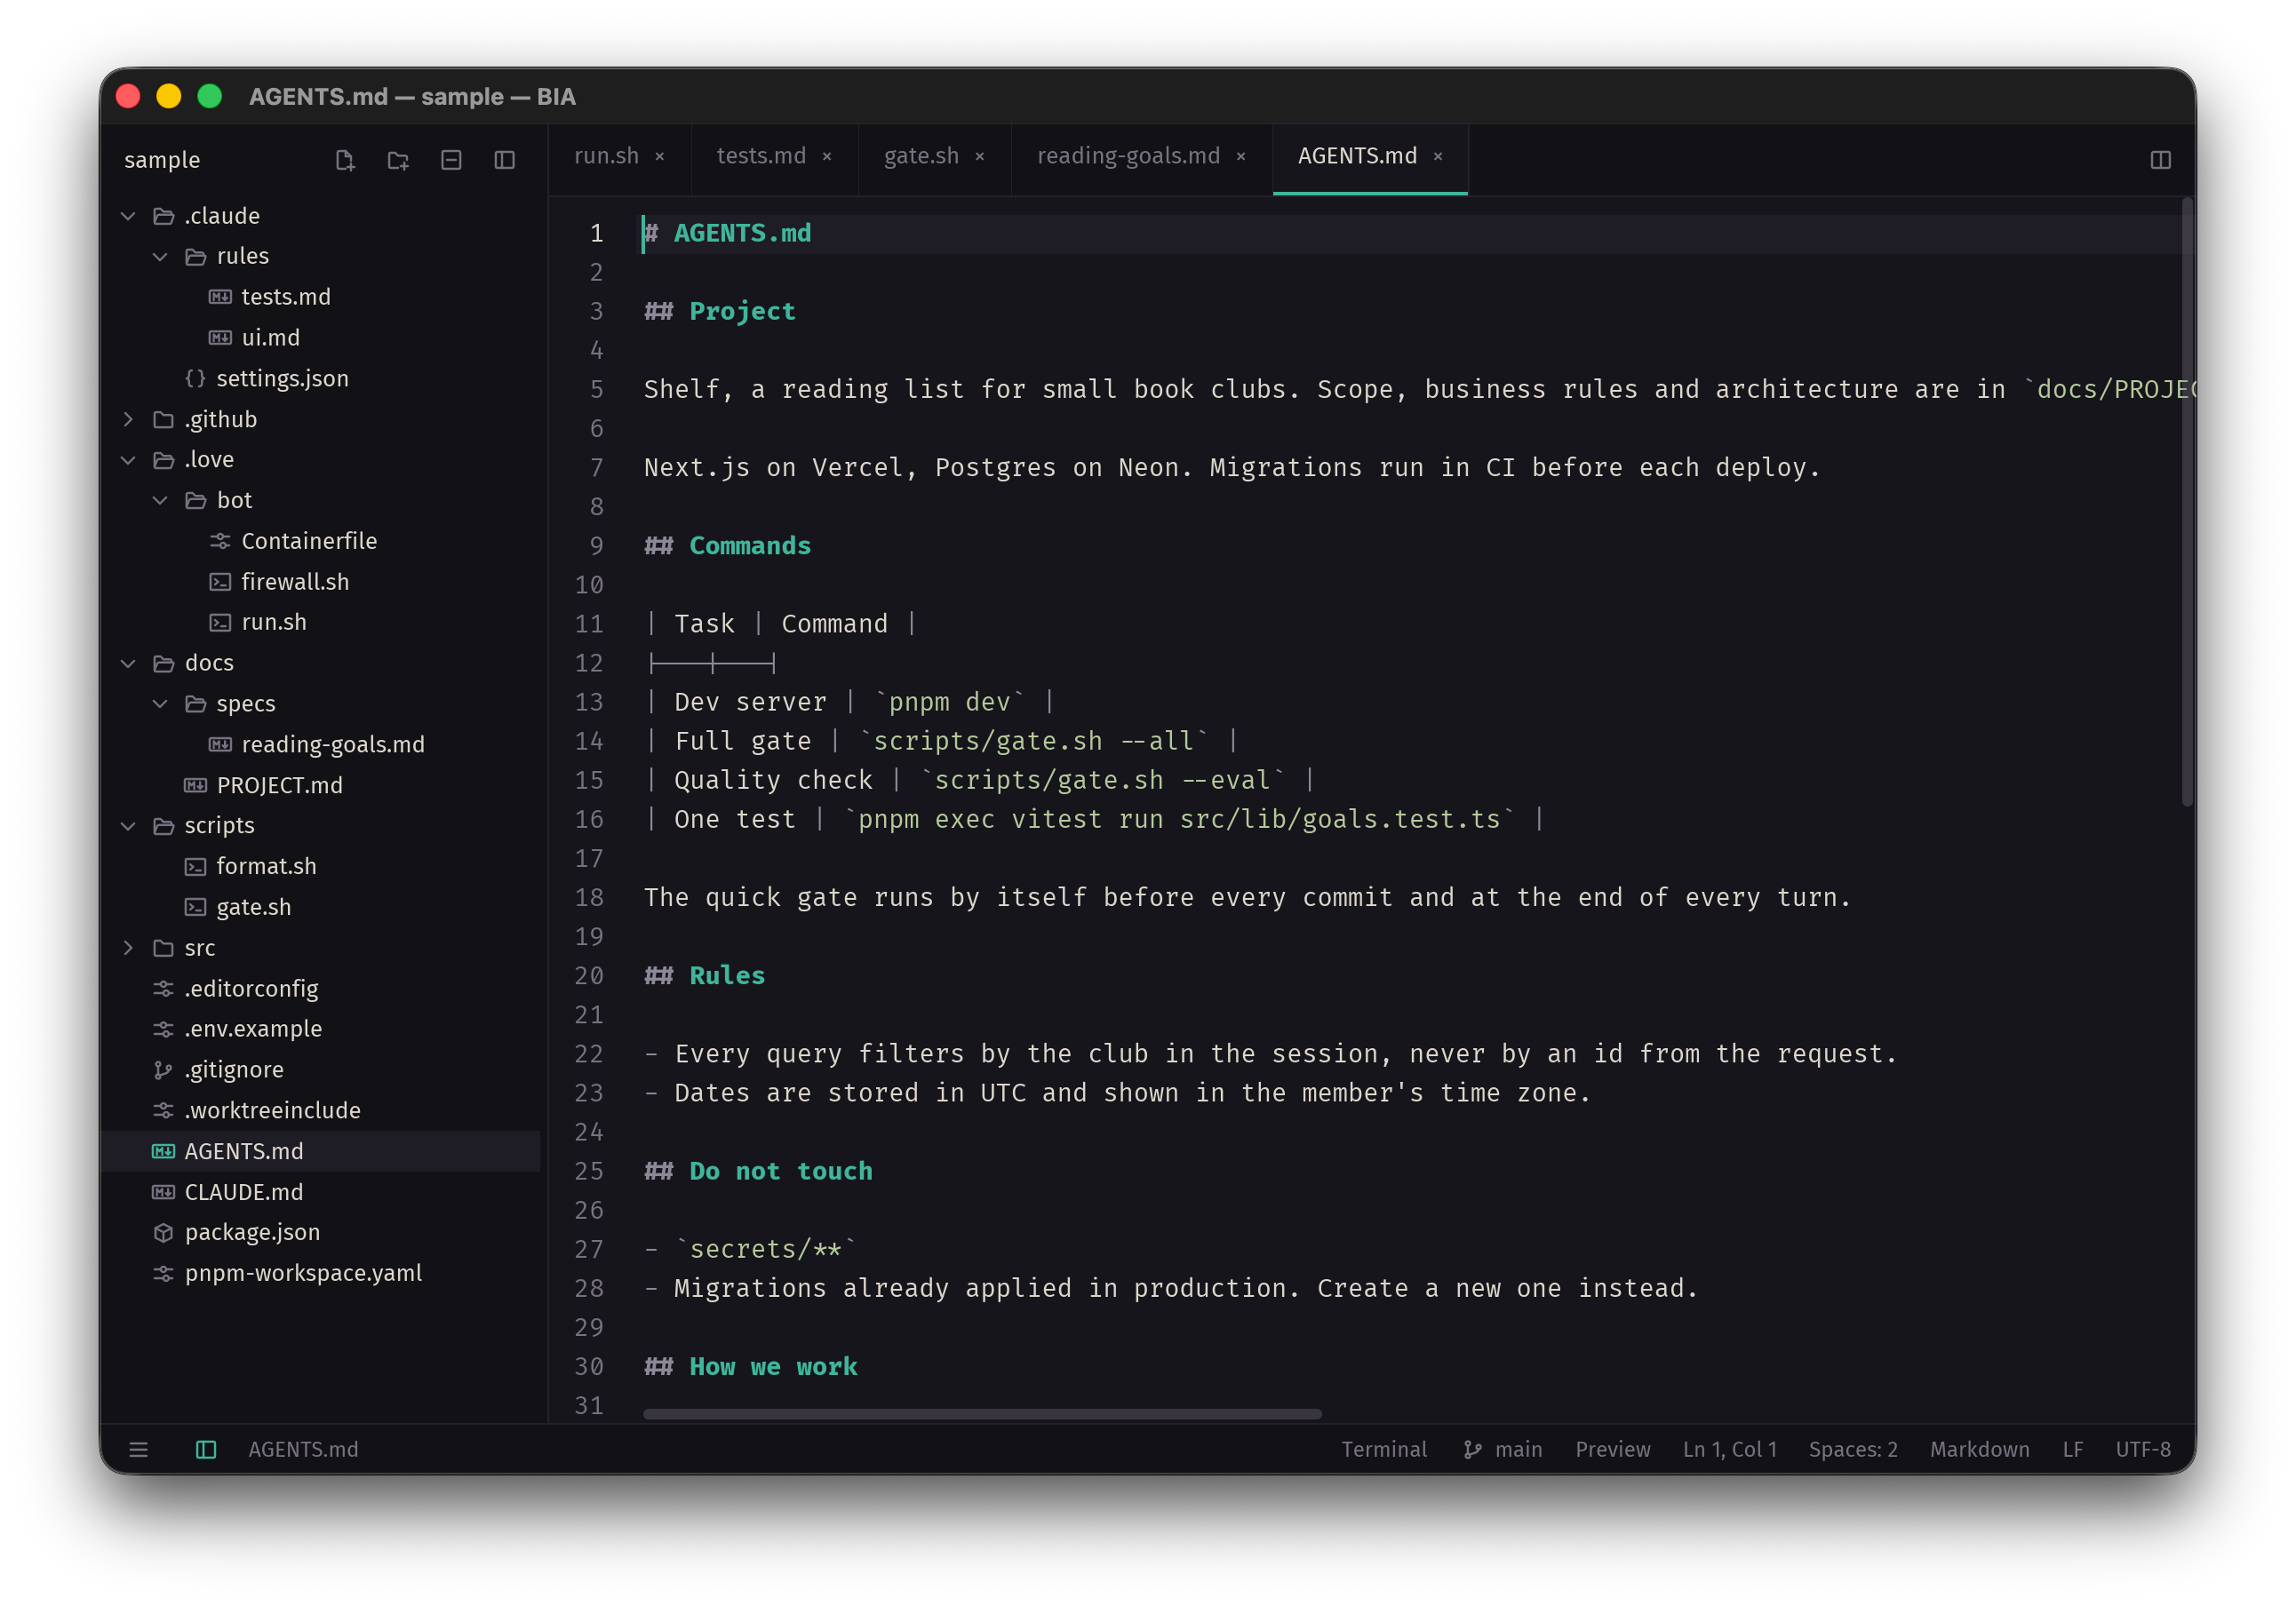 AGENTS.md — sample — BIA
sample
.claude
rules
tests.md
ui.md
settings.json
.github
.love
bot
Containerfile
firewall.sh
run.sh
docs
specs
reading-goals.md
PROJECT.md
scripts
format.sh
gate.sh
src
.editorconfig
.env.example
.gitignore
.worktreeinclude
AGENTS.md
CLAUDE.md
package.json
pnpm-workspace.yaml
run.sh × tests.md × gate.sh × reading-goals.md × AGENTS.md ×
1 # AGENTS.md
2
3 ## Project
4
5 Shelf, a reading list for small book clubs. Scope, business rules and architecture are in `docs/PROJEC
6
7 Next.js on Vercel, Postgres on Neon. Migrations run in CI before each deploy.
8
9 ## Commands
10
11 | Task | Command |
12 |---|---|
13 | Dev server | `pnpm dev` |
14 | Full gate | `scripts/gate.sh --all` |
15 | Quality check | `scripts/gate.sh --eval` |
16 | One test | `pnpm exec vitest run src/lib/goals.test.ts` |
17
18 The quick gate runs by itself before every commit and at the end of every turn.
19
20 ## Rules
21
22 - Every query filters by the club in the session, never by an id from the request.
23 - Dates are stored in UTC and shown in the member's time zone.
24
25 ## Do not touch
26
27 - `secrets/**`
28 - Migrations already applied in production. Create a new one instead.
29
30 ## How we work
31
AGENTS.md Terminal main Preview Ln 1, Col 1 Spaces: 2 Markdown LF UTF-8